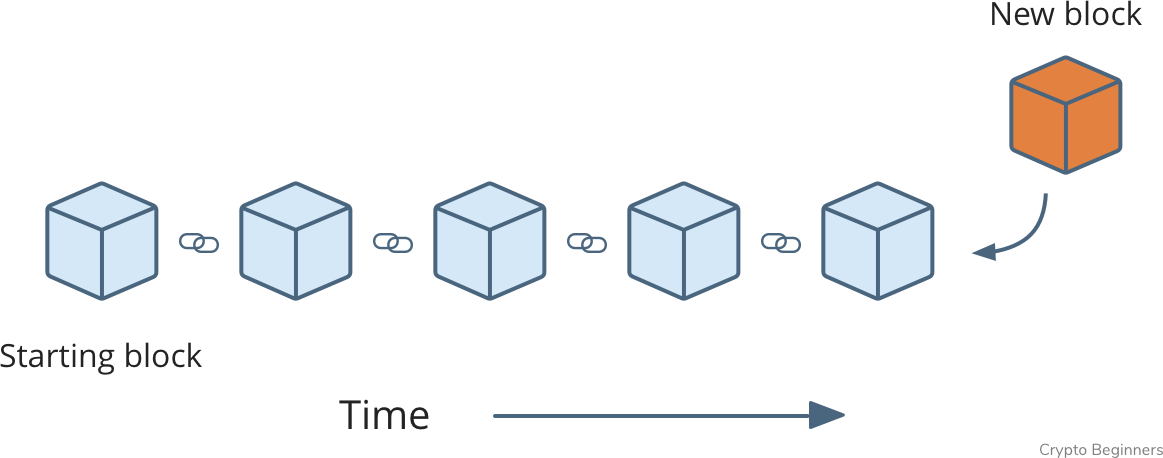 New block
Starting block
Time
Crypto Beginners